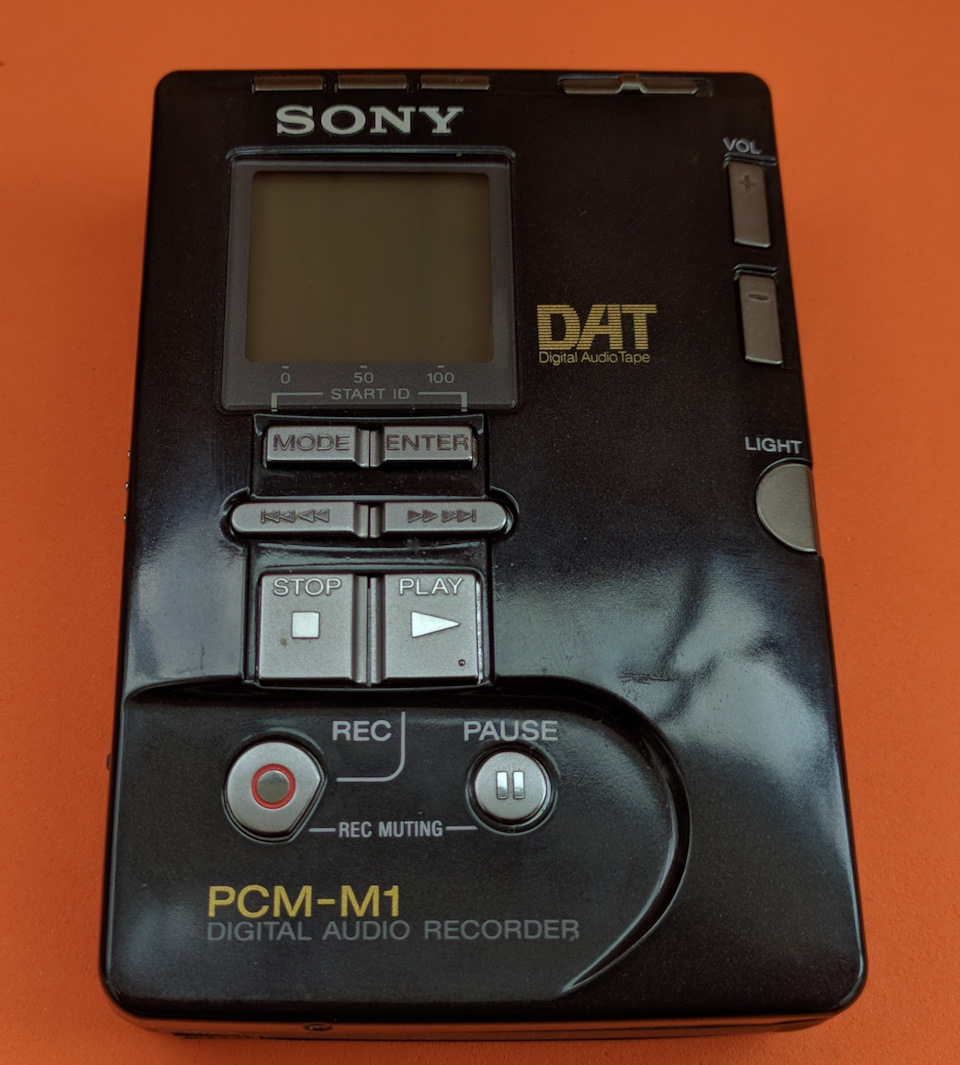 SONY
VOL
+
-
DAT
Digital Audio Tape
0 50 100
START ID
MODE ENTER
LIGHT
STOP PLAY
REC PAUSE
REC MUTING
PCM-M1
DIGITAL AUDIO RECORDER